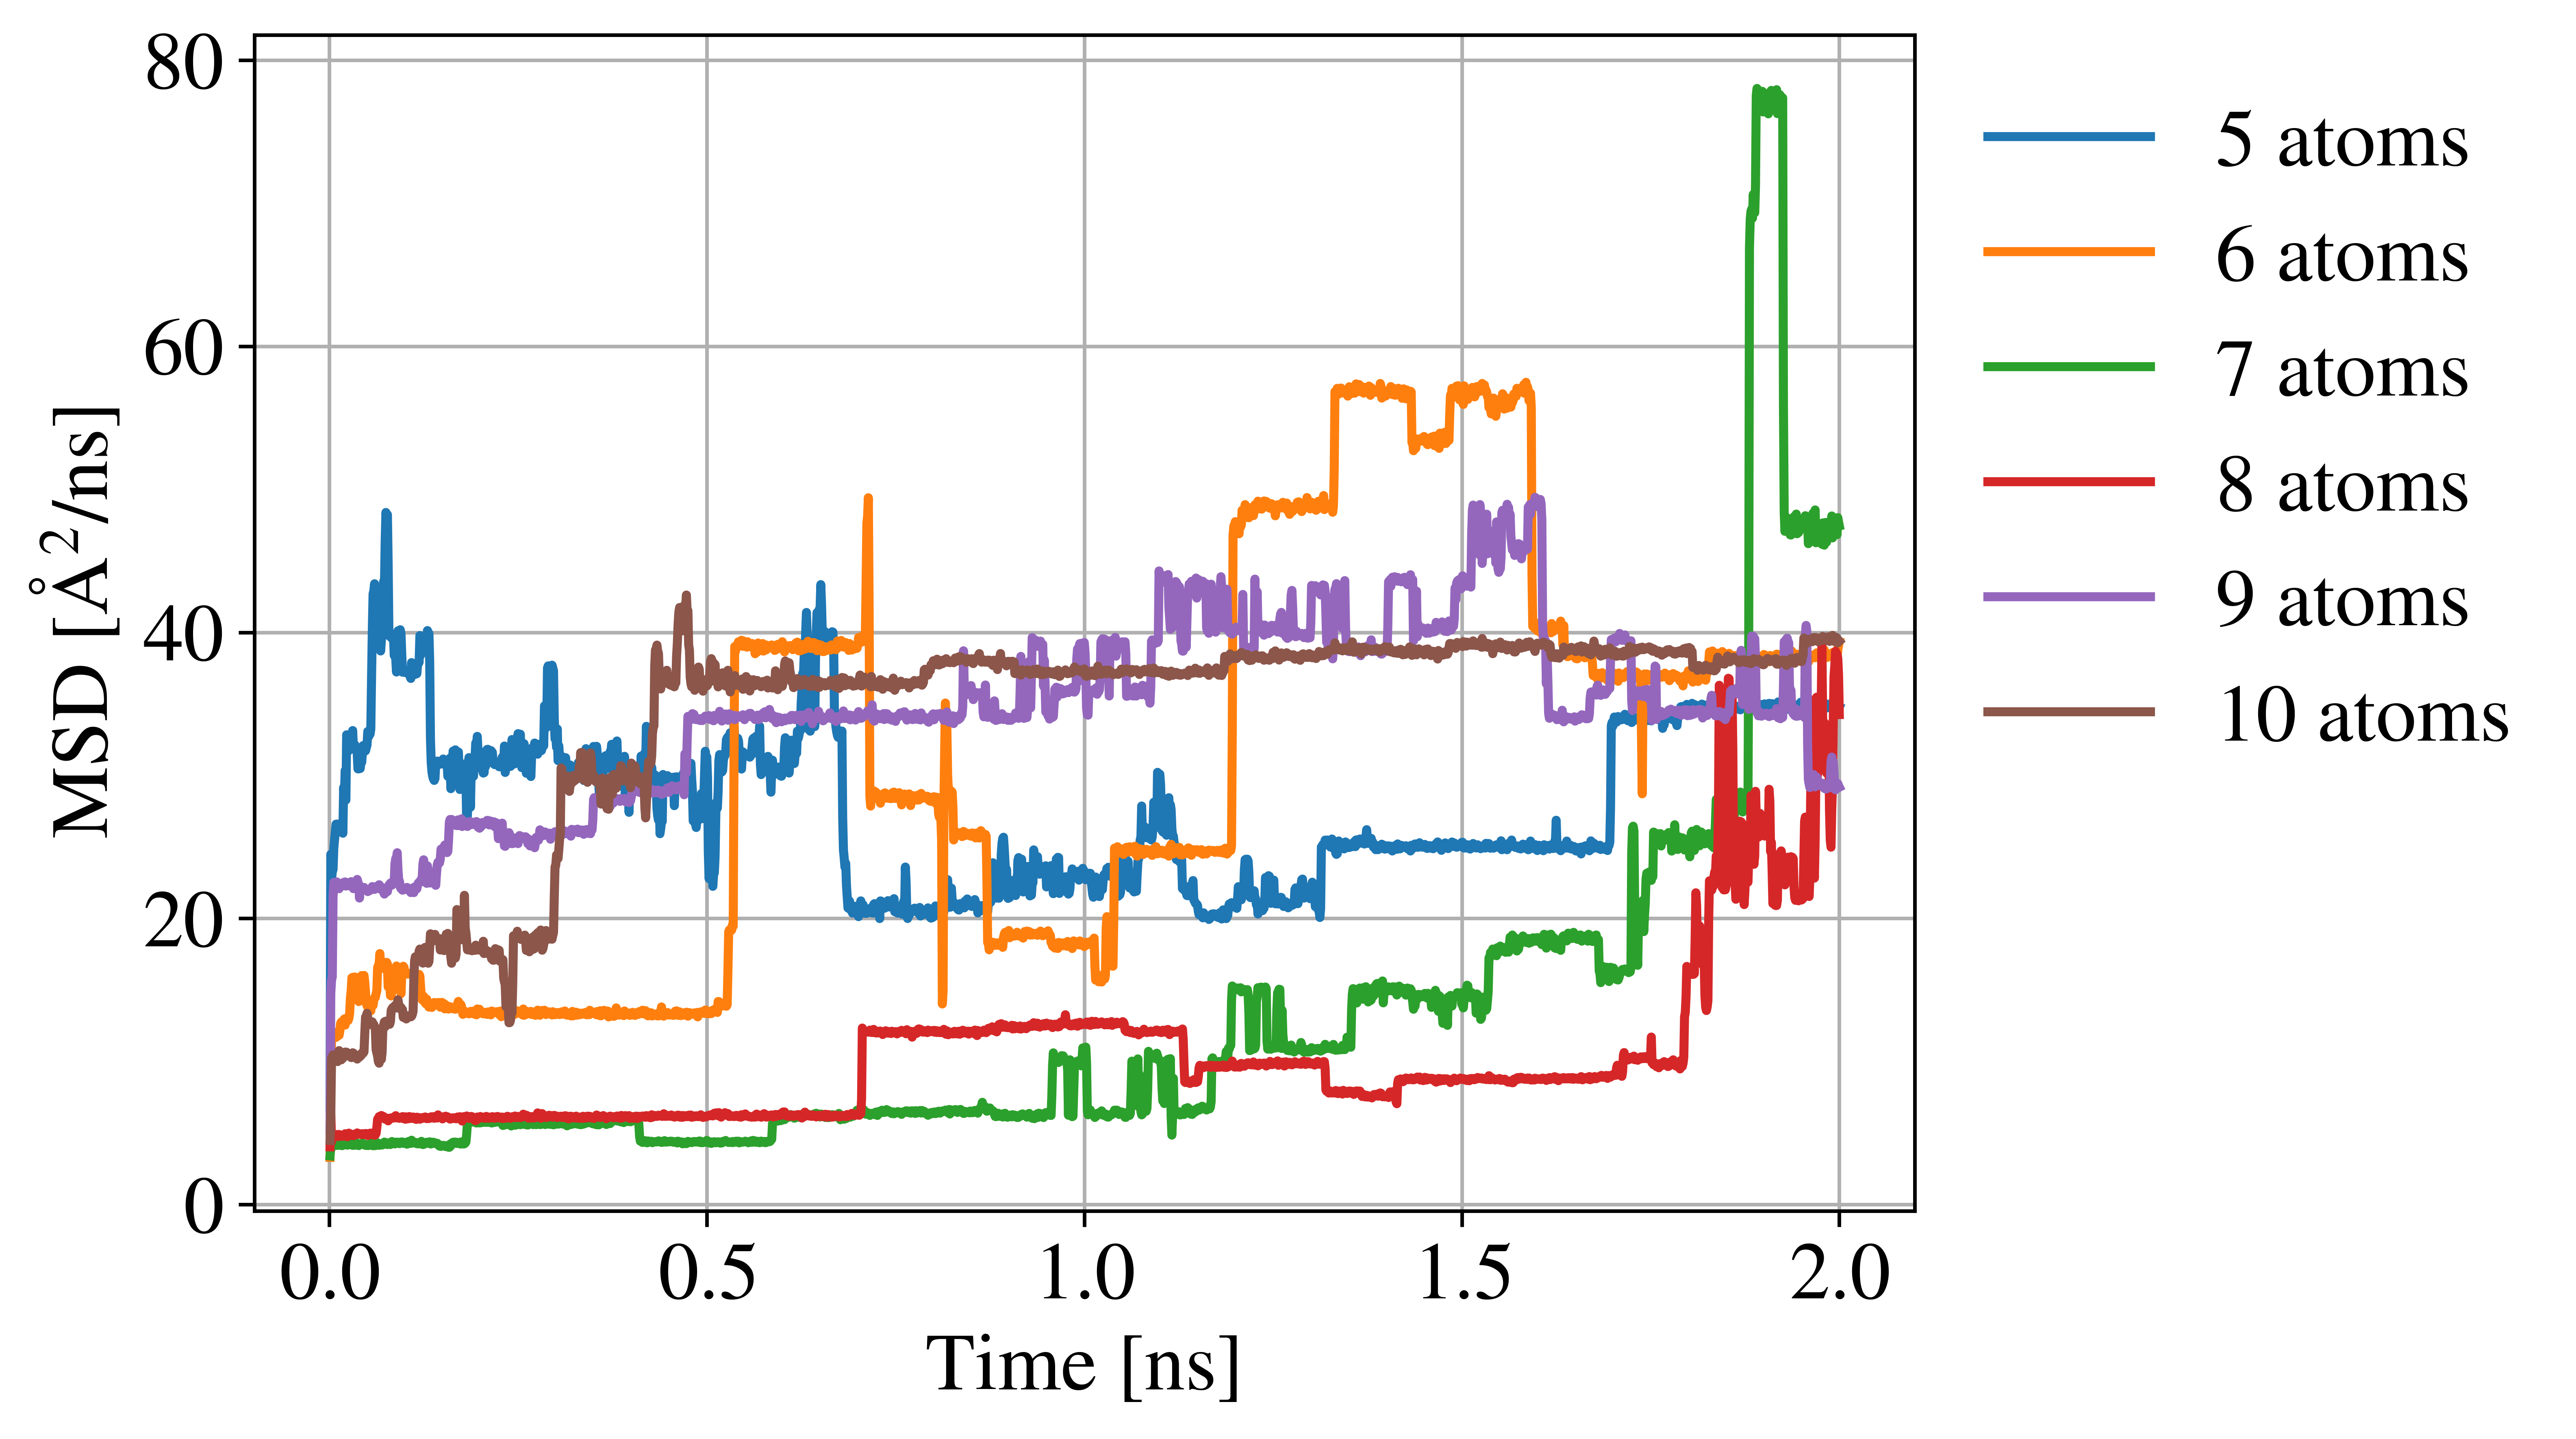 80
60
40
20
0
MSD [Å²/ns]
0.0 0.5 1.0 1.5 2.0
Time [ns]
5 atoms
6 atoms
7 atoms
8 atoms
9 atoms
10 atoms